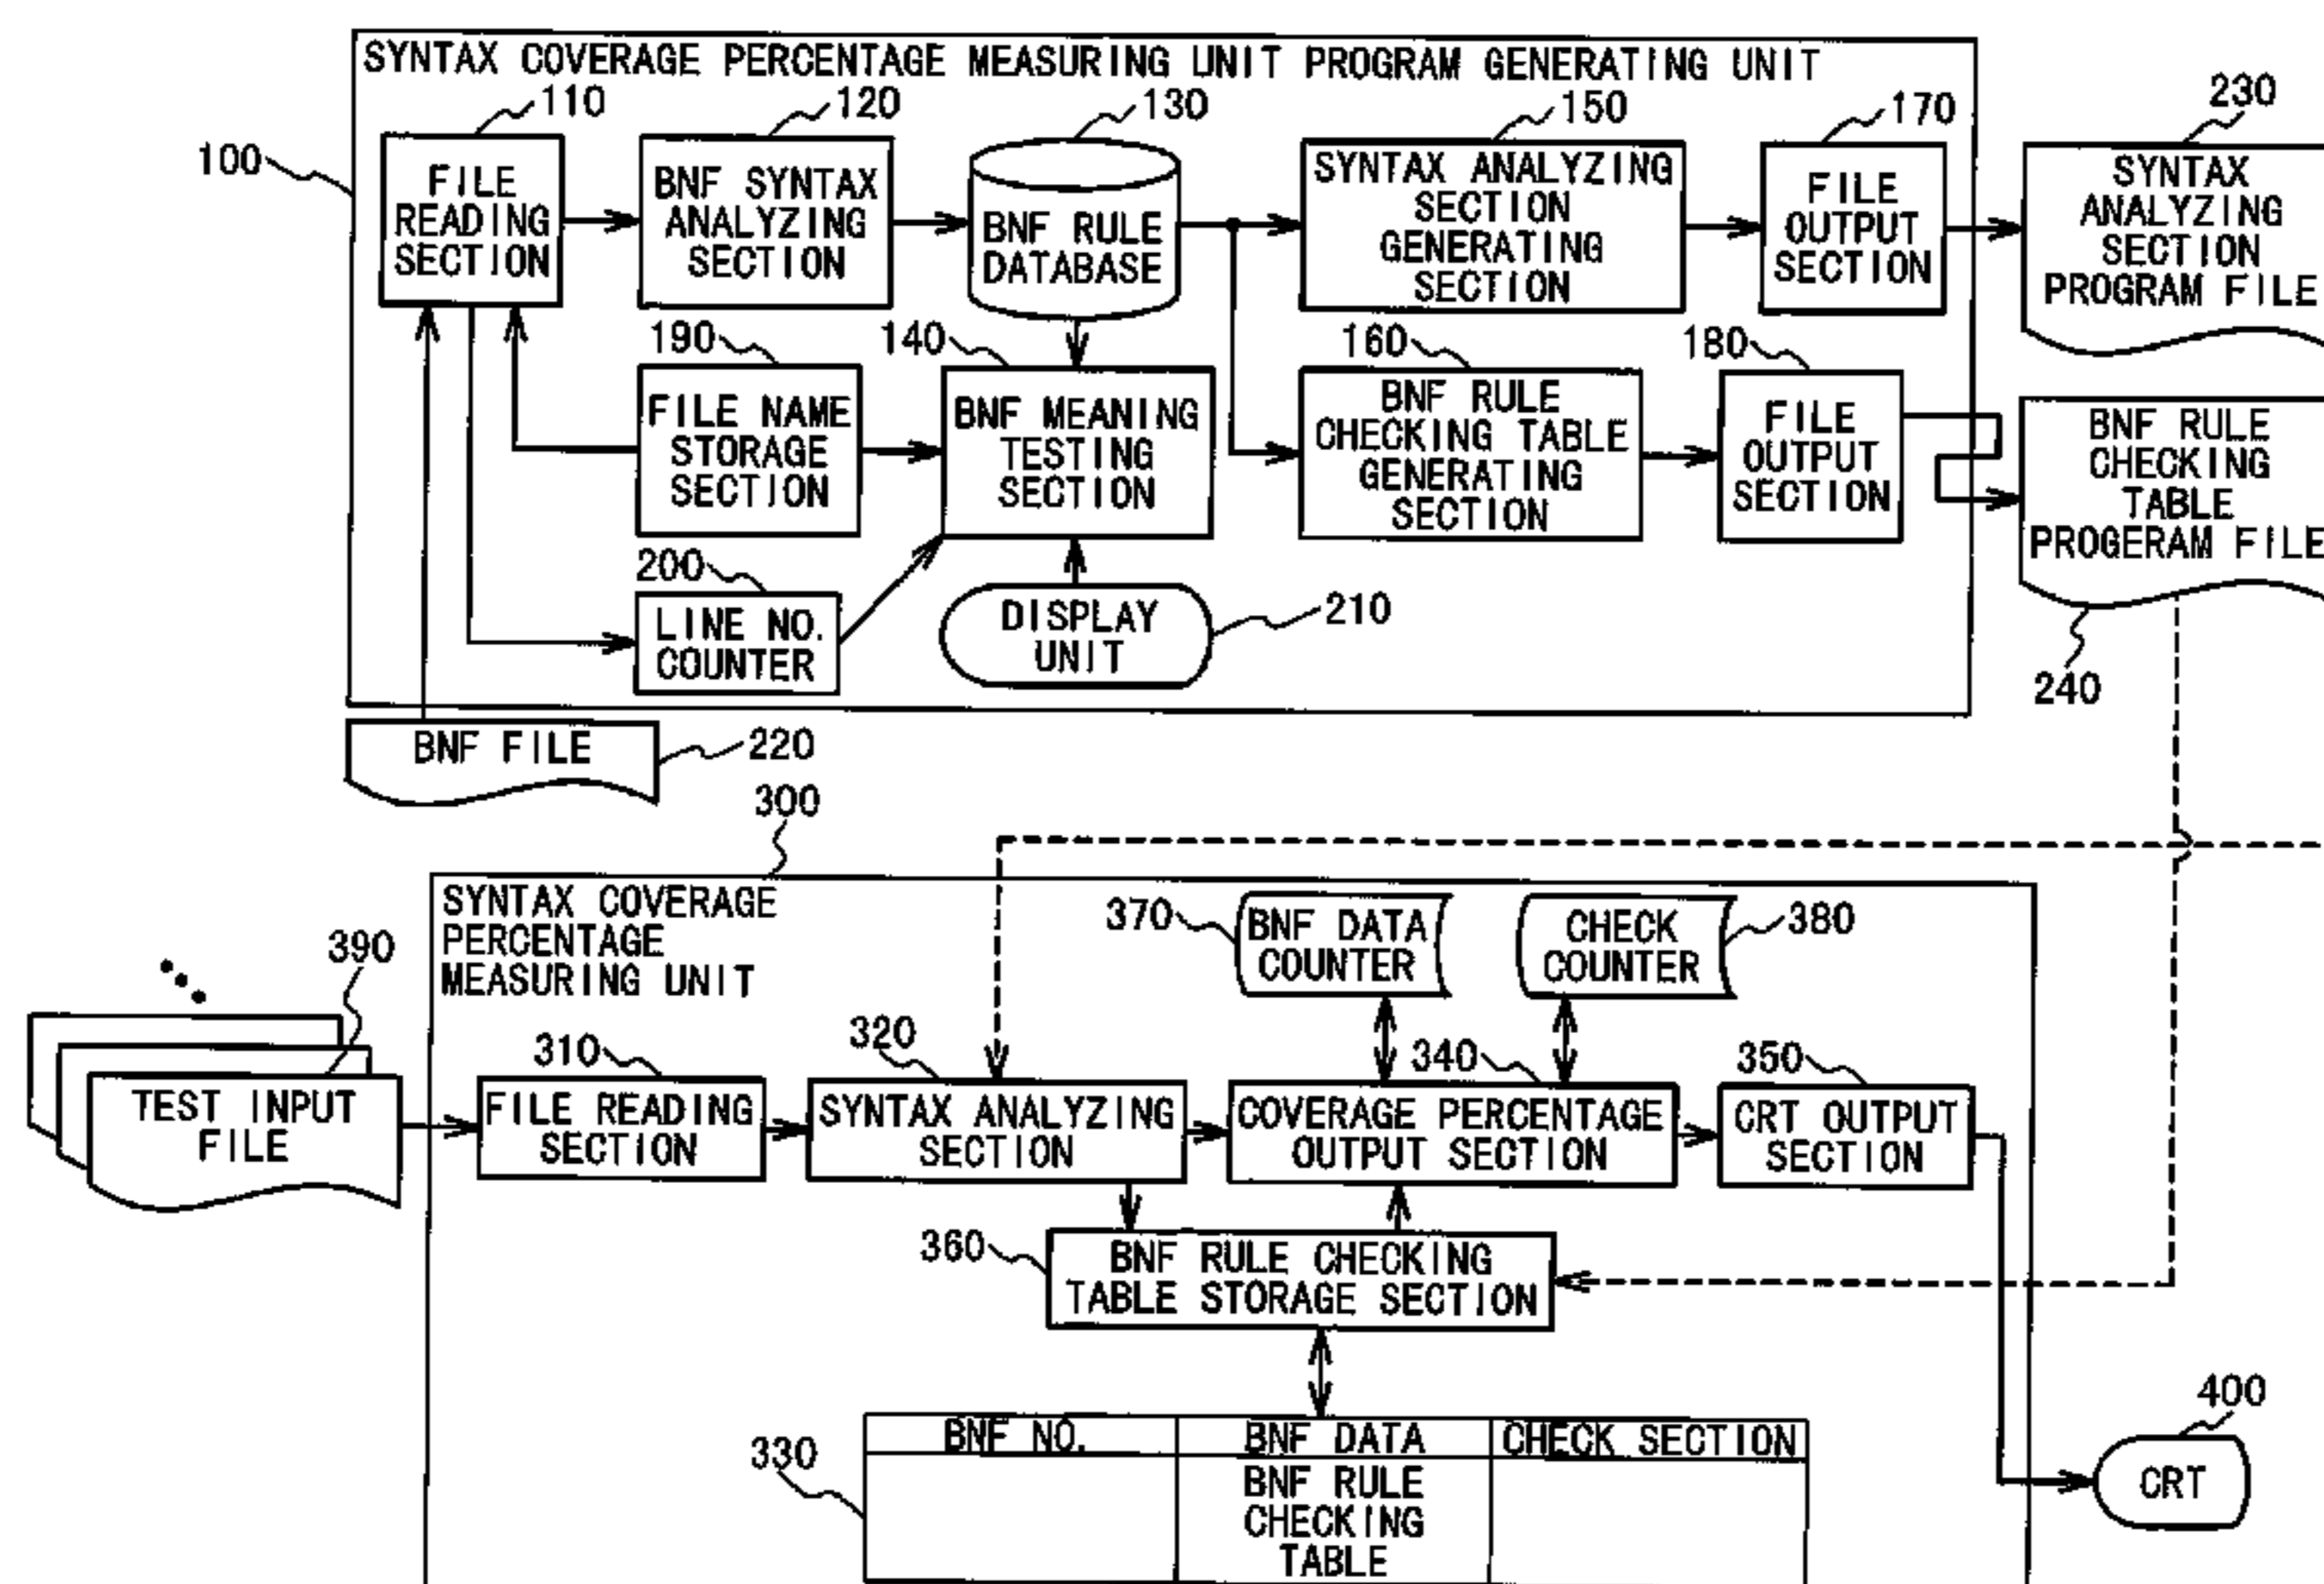 SYNTAX COVERAGE PERCENTAGE MEASURING UNIT PROGRAM GENERATING UNIT
100
110
120
130
150
170
230
FILE
READING
SECTION
BNF SYNTAX
ANALYZING
SECTION
BNF RULE
DATABASE
SYNTAX ANALYZING
SECTION
GENERATING
SECTION
FILE
OUTPUT
SECTION
SYNTAX
ANALYZING
SECTION
PROGRAM FILE
190
140
160
180
FILE NAME
STORAGE
SECTION
BNF MEANING
TESTING
SECTION
BNF RULE
CHECKING TABLE
GENERATING
SECTION
FILE
OUTPUT
SECTION
BNF RULE
CHECKING
TABLE
PROGERAM FILE
200
LINE NO.
COUNTER
DISPLAY
UNIT
210
240
BNF FILE
220
300
SYNTAX COVERAGE
PERCENTAGE
MEASURING UNIT
370
BNF DATA
COUNTER
CHECK
COUNTER
380
390
TEST INPUT
FILE
310
320
340
350
FILE READING
SECTION
SYNTAX ANALYZING
SECTION
COVERAGE PERCENTAGE
OUTPUT SECTION
CRT OUTPUT
SECTION
360
BNF RULE CHECKING
TABLE STORAGE SECTION
330
BNF NO.
BNF DATA
CHECK SECTION
BNF RULE
CHECKING
TABLE
400
CRT